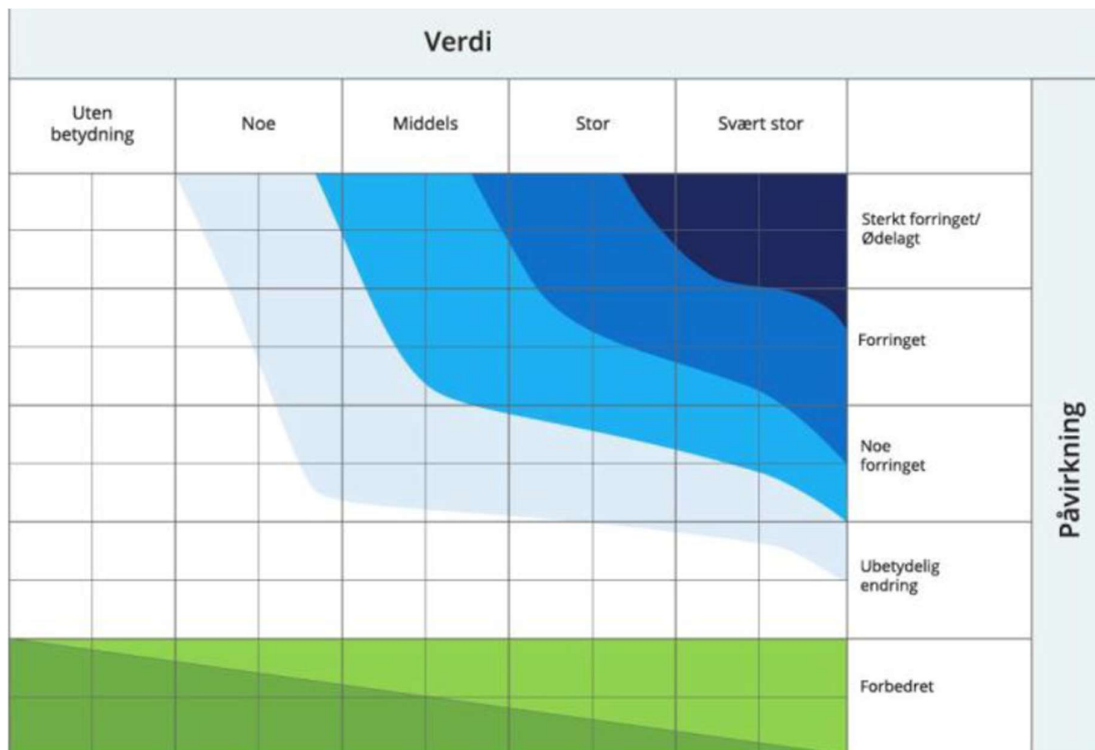 Verdi
Uten
betydning
Noe
Middels
Stor
Svært stor
Sterkt forringet/
Ødelagt
Forringet
Noe
forringet
Ubetydelig
endring
Forbedret
Påvirkning